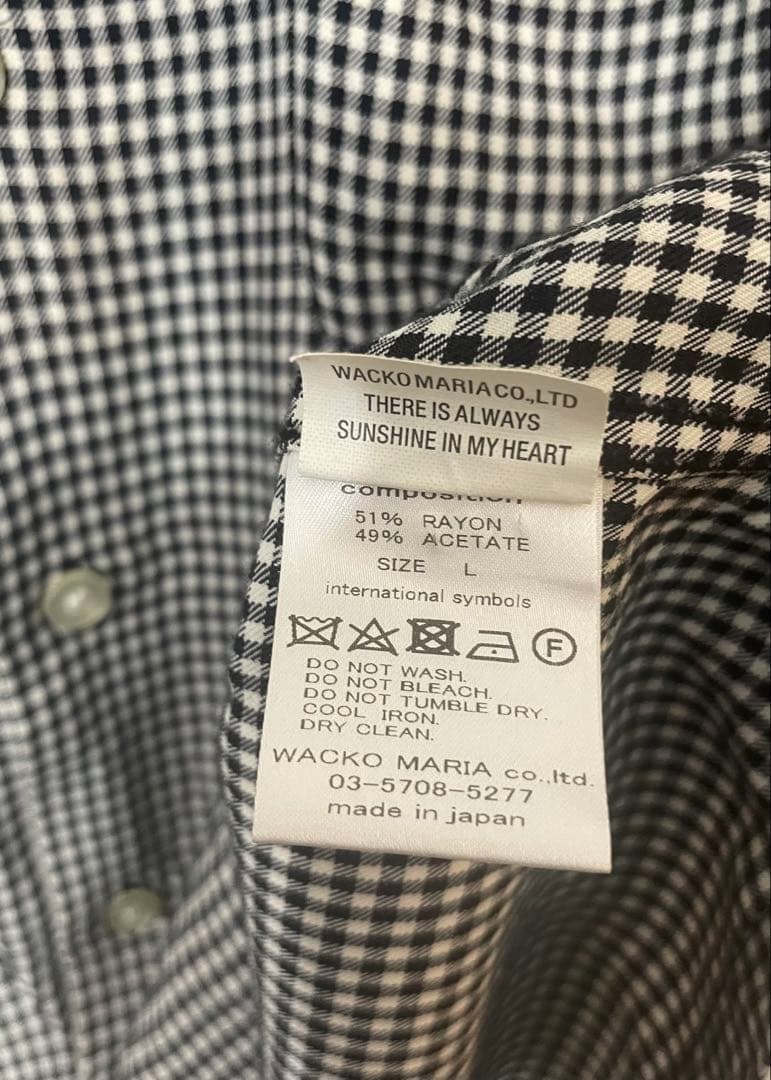 WACKO MARIA CO.,LTD
THERE IS ALWAYS
SUNSHINE IN MY HEART
composition
51% RAYON
49% ACETATE
SIZE L
international symbols
F
DO NOT WASH.
DO NOT BLEACH.
DO NOT TUMBLE DRY.
COOL IRON.
DRY CLEAN.
WACKO MARIA co.,ltd.
03-5708-5277
made in japan